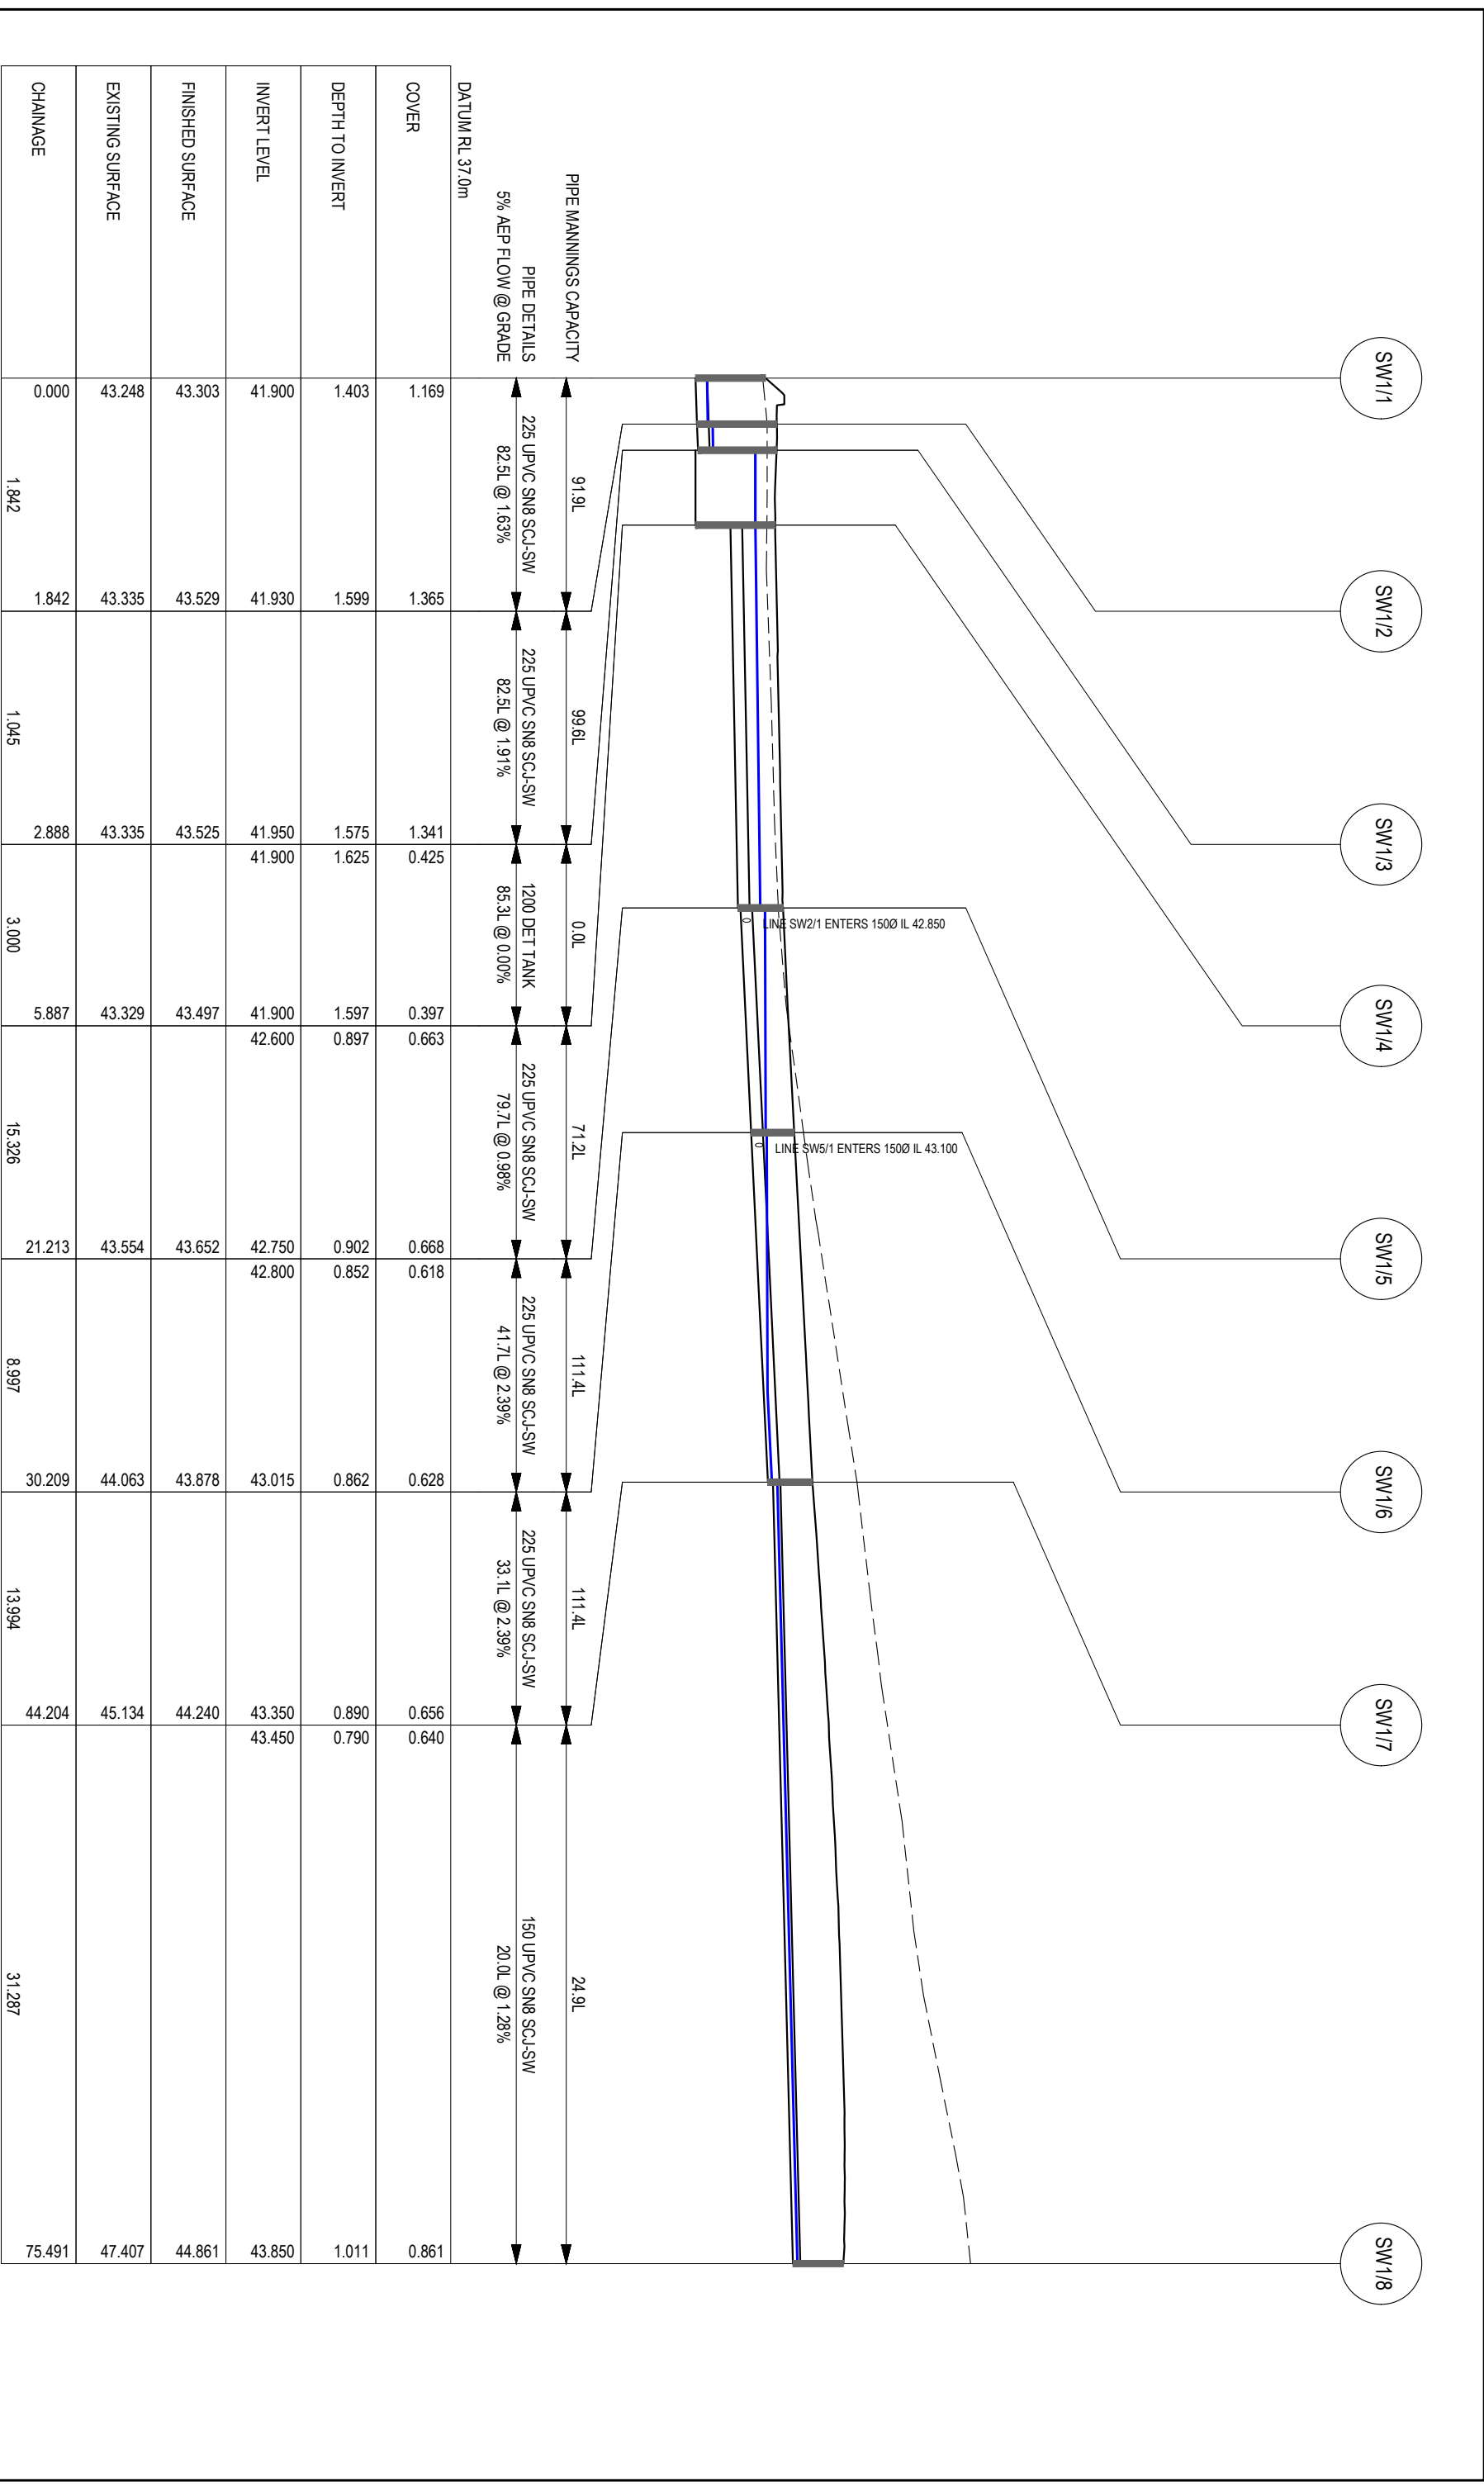 SW1/1
SW1/2
SW1/3
SW1/4
SW1/5
SW1/6
SW1/7
SW1/8
LINE SW2/1 ENTERS 150Ø IL 42.850
LINE SW5/1 ENTERS 150Ø IL 43.100
PIPE MANNINGS CAPACITY 91.9L 99.6L 0.0L 71.2L 111.4L 111.4L 24.9L
PIPE DETAILS 225 UPVC SN8 SCJ-SW 225 UPVC SN8 SCJ-SW 1200 DET TANK 225 UPVC SN8 SCJ-SW 225 UPVC SN8 SCJ-SW 225 UPVC SN8 SCJ-SW 150 UPVC SN8 SCJ-SW
5% AEP FLOW @ GRADE 82.5L @ 1.63% 82.5L @ 1.91% 85.3L @ 0.00% 79.7L @ 0.98% 41.7L @ 2.39% 33.1L @ 2.39% 20.0L @ 1.28%
DATUM RL 37.0m
COVER 1.169 1.365 1.341 0.425 0.397 0.663 0.668 0.618 0.628 0.656 0.640 0.861
DEPTH TO INVERT 1.403 1.599 1.575 1.625 1.597 0.897 0.902 0.852 0.862 0.890 0.790 1.011
INVERT LEVEL 41.900 41.930 41.950 41.900 41.900 42.600 42.750 42.800 43.015 43.350 43.450 43.850
FINISHED SURFACE 43.303 43.529 43.525 43.497 43.652 43.878 44.240 44.861
EXISTING SURFACE 43.248 43.335 43.335 43.329 43.554 44.063 45.134 47.407
CHAINAGE 0.000 1.842 2.888 5.887 21.213 30.209 44.204 75.491
1.842 1.045 3.000 15.326 8.997 13.994 31.287